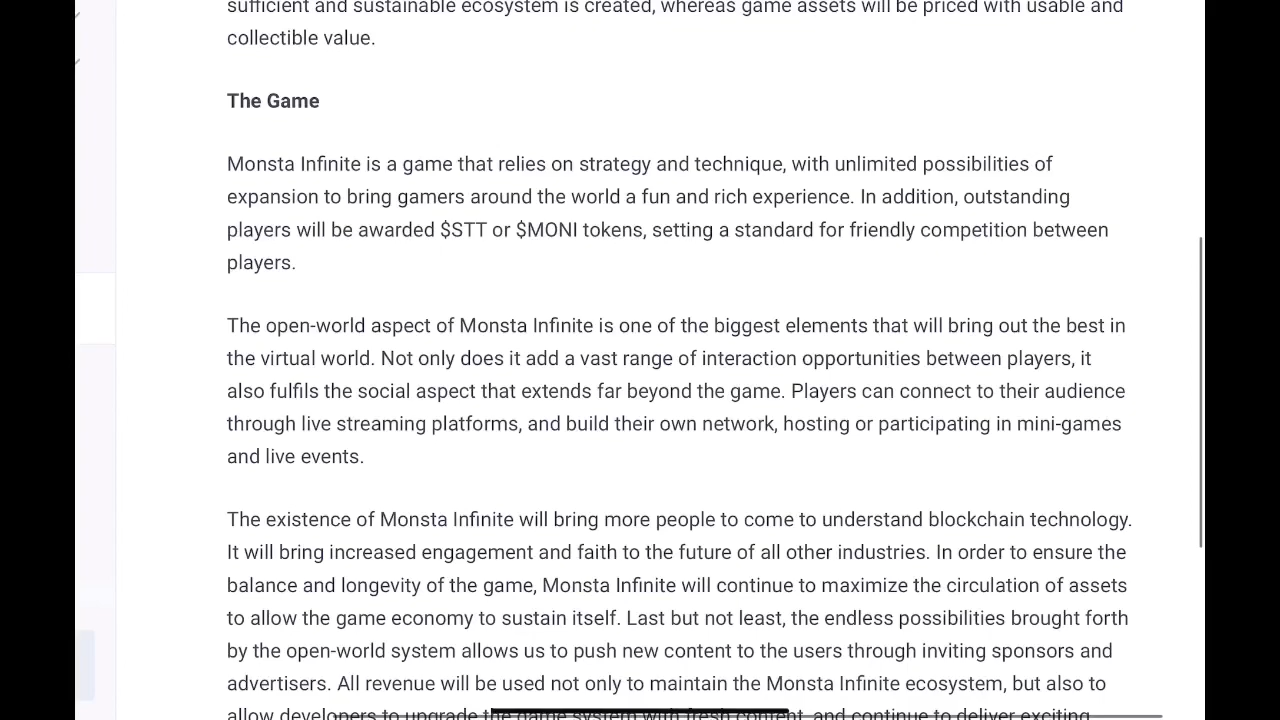 sufficient and sustainable ecosystem is created, whereas game assets will be priced with usable and
collectible value.
The Game
Monsta Infinite is a game that relies on strategy and technique, with unlimited possibilities of
expansion to bring gamers around the world a fun and rich experience. In addition, outstanding
players will be awarded $STT or $MONI tokens, setting a standard for friendly competition between
players.
The open-world aspect of Monsta Infinite is one of the biggest elements that will bring out the best in
the virtual world. Not only does it add a vast range of interaction opportunities between players, it
also fulfils the social aspect that extends far beyond the game. Players can connect to their audience
through live streaming platforms, and build their own network, hosting or participating in mini-games
and live events.
The existence of Monsta Infinite will bring more people to come to understand blockchain technology.
It will bring increased engagement and faith to the future of all other industries. In order to ensure the
balance and longevity of the game, Monsta Infinite will continue to maximize the circulation of assets
to allow the game economy to sustain itself. Last but not least, the endless possibilities brought forth
by the open-world system allows us to push new content to the users through inviting sponsors and
advertisers. All revenue will be used not only to maintain the Monsta Infinite ecosystem, but also to
allow developers to upgrade the game system with fresh content, and continue to deliver exciting